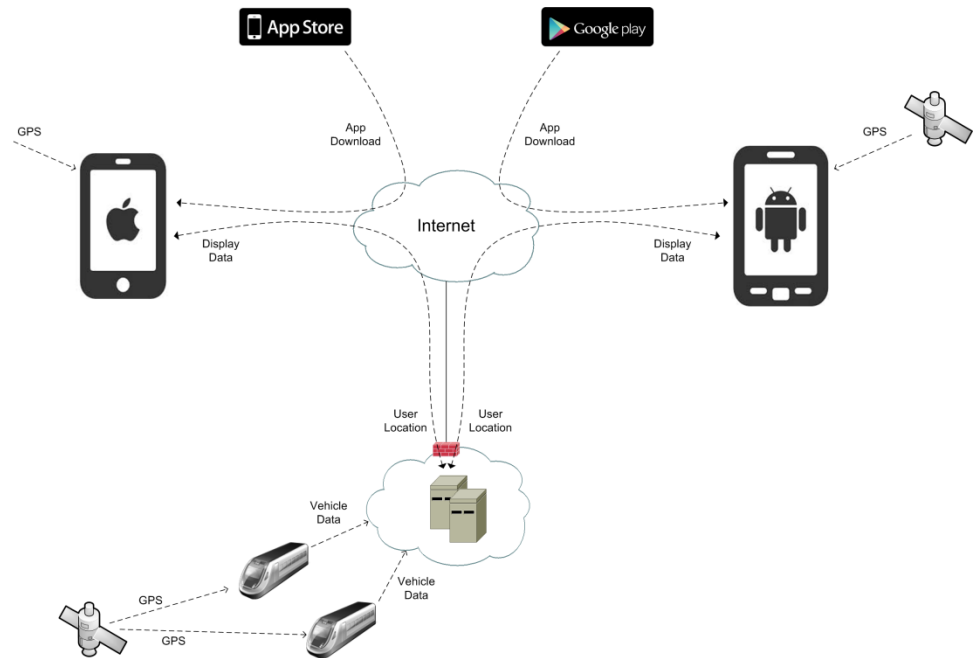 App Store
Google play
App
Download
App
Download
GPS
GPS
Internet
Display
Data
Display
Data
User
Location
User
Location
Vehicle
Data
Vehicle
Data
GPS
GPS